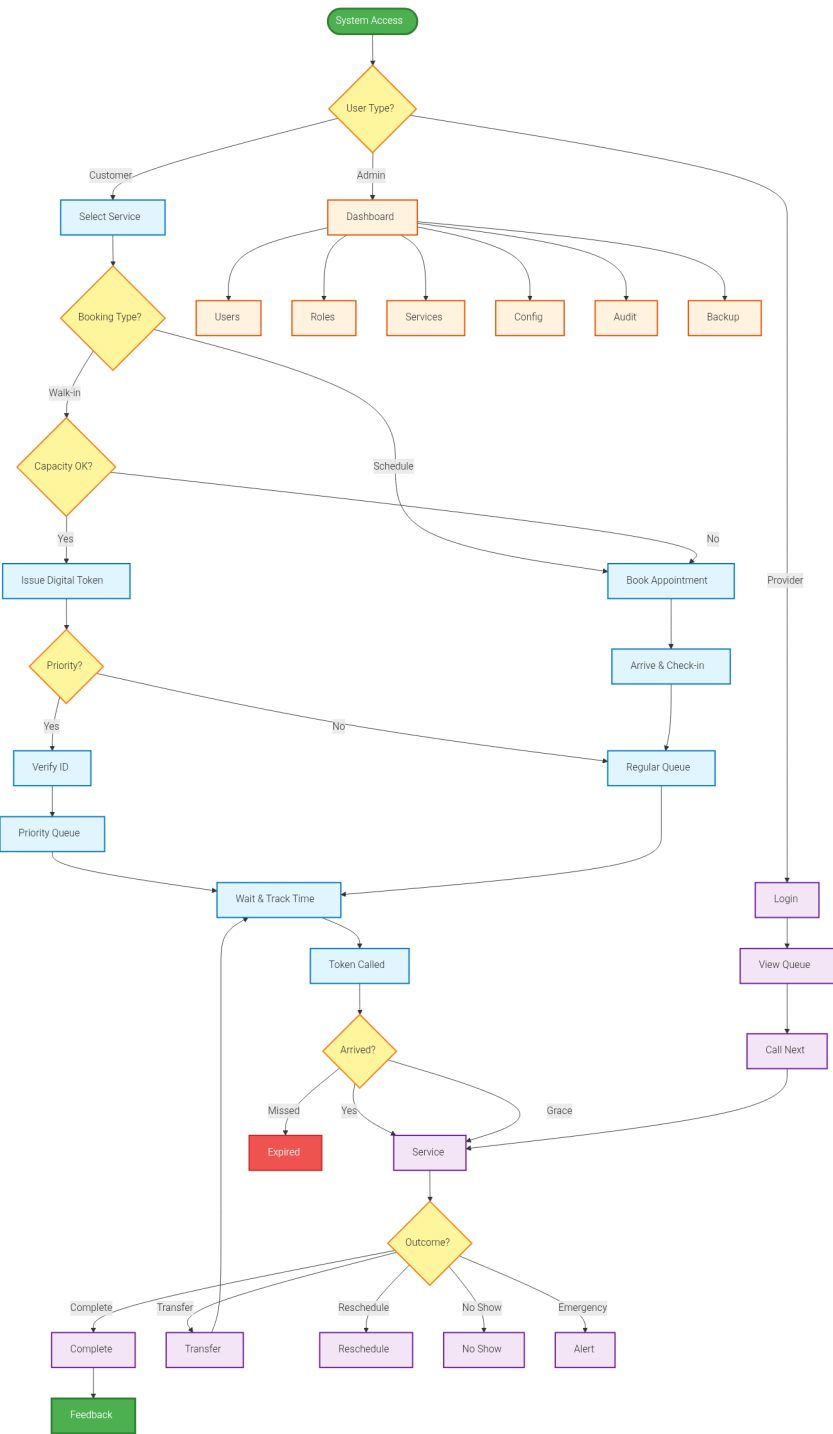 System Access
User Type?
Customer
Admin
Select Service
Dashboard
Booking Type?
Users
Roles
Services
Config
Audit
Backup
Walk-in
Capacity OK?
Schedule
Yes
No
Issue Digital Token
Book Appointment
Provider
Priority?
Arrive & Check-in
Yes
No
Verify ID
Regular Queue
Priority Queue
Wait & Track Time
Login
Token Called
View Queue
Arrived?
Call Next
Missed
Yes
Grace
Expired
Service
Outcome?
Complete
Transfer
Reschedule
No Show
Emergency
Complete
Transfer
Reschedule
No Show
Alert
Feedback